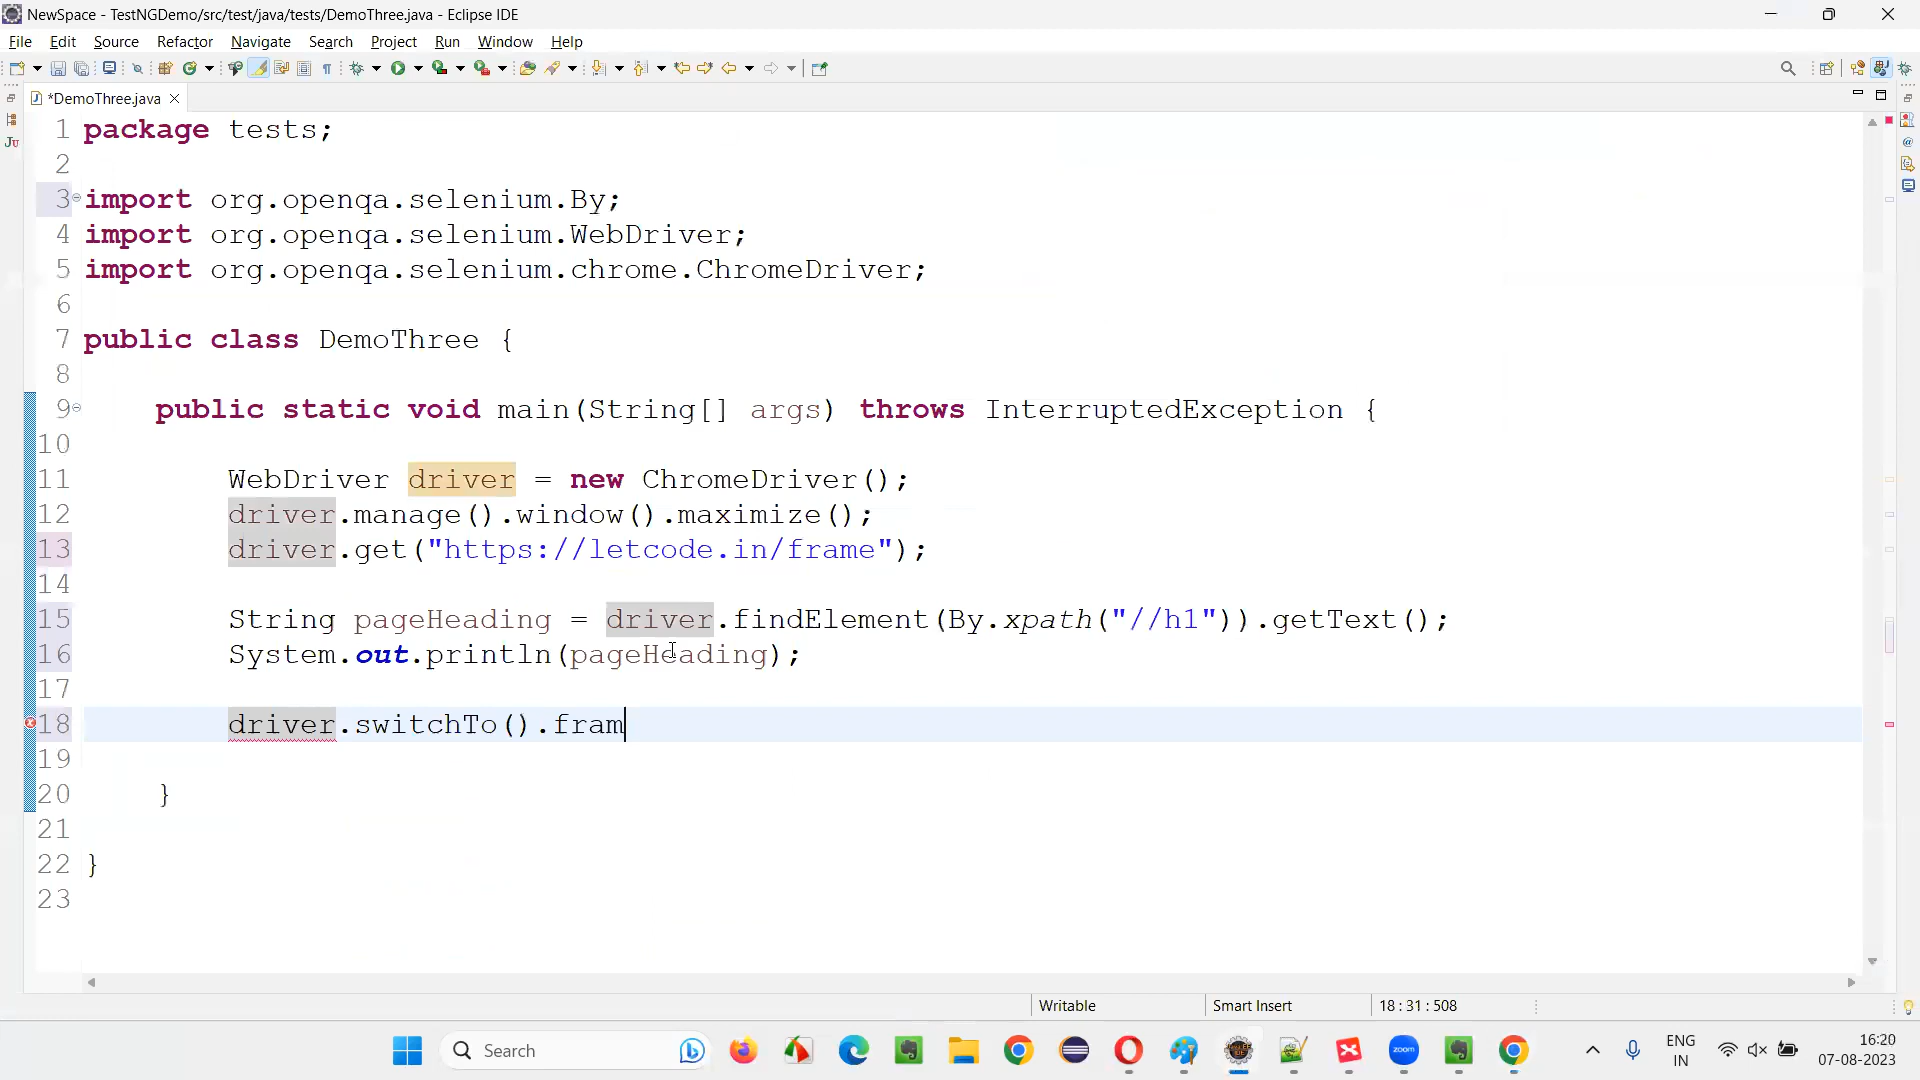 NewSpace - TestNGDemo/src/test/java/tests/DemoThree.java - Eclipse IDE
File Edit Source Refactor Navigate Search Project Run Window Help
*DemoThree.java
1 package tests;
2
3 import org.openqa.selenium.By;
4 import org.openqa.selenium.WebDriver;
5 import org.openqa.selenium.chrome.ChromeDriver;
6
7 public class DemoThree {
8
9 public static void main(String[] args) throws InterruptedException {
10
11 WebDriver driver = new ChromeDriver();
12 driver.manage().window().maximize();
13 driver.get("https://letcode.in/frame");
14
15 String pageHeading = driver.findElement(By.xpath("//h1")).getText();
16 System.out.println(pageHeading);
17
18 driver.switchTo().fram
19
20 }
21
22 }
23
Writable Smart Insert 18 : 31 : 508
Search zoom ENG IN 16:20 07-08-2023